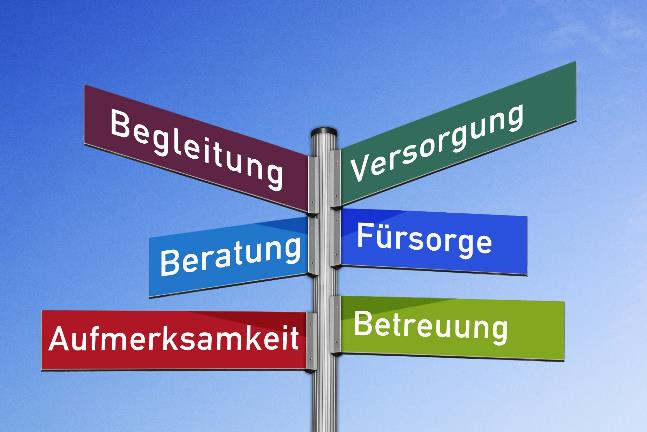 Begleitung
Versorgung
Beratung
Fürsorge
Aufmerksamkeit
Betreuung